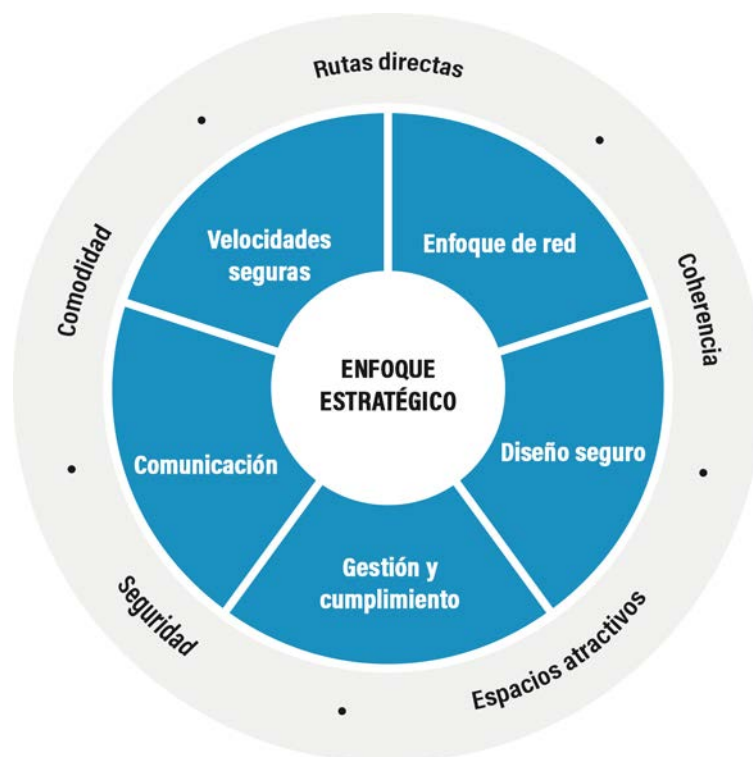 Rutas directas
Comodidad
Coherencia
Velocidades
seguras
Enfoque de red
ENFOQUE
ESTRATÉGICO
Comunicación
Diseño seguro
Gestión y
cumplimiento
Seguridad
Espacios atractivos